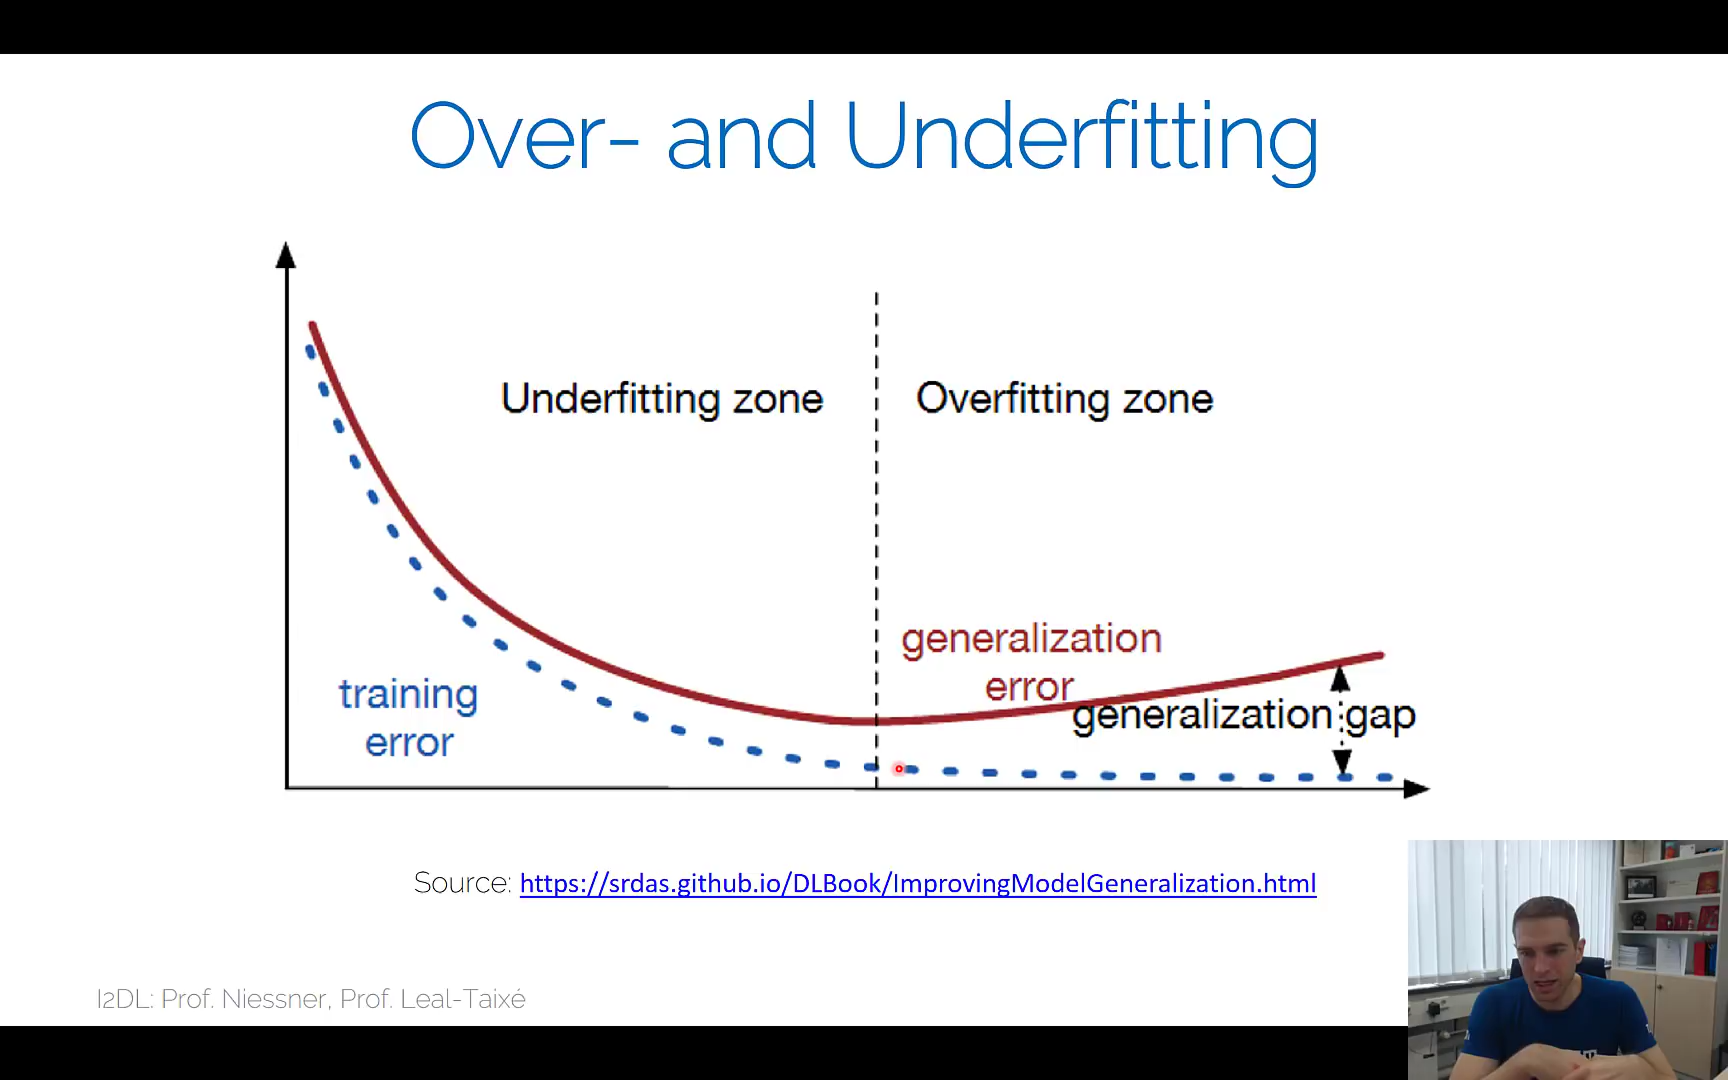 Over- and Underfitting
Underfitting zone
Overfitting zone
generalization
error
generalization gap
training
error
Source: https://srdas.github.io/DLBook/ImprovingModelGeneralization.html
I2DL: Prof. Niessner, Prof. Leal-Taixé